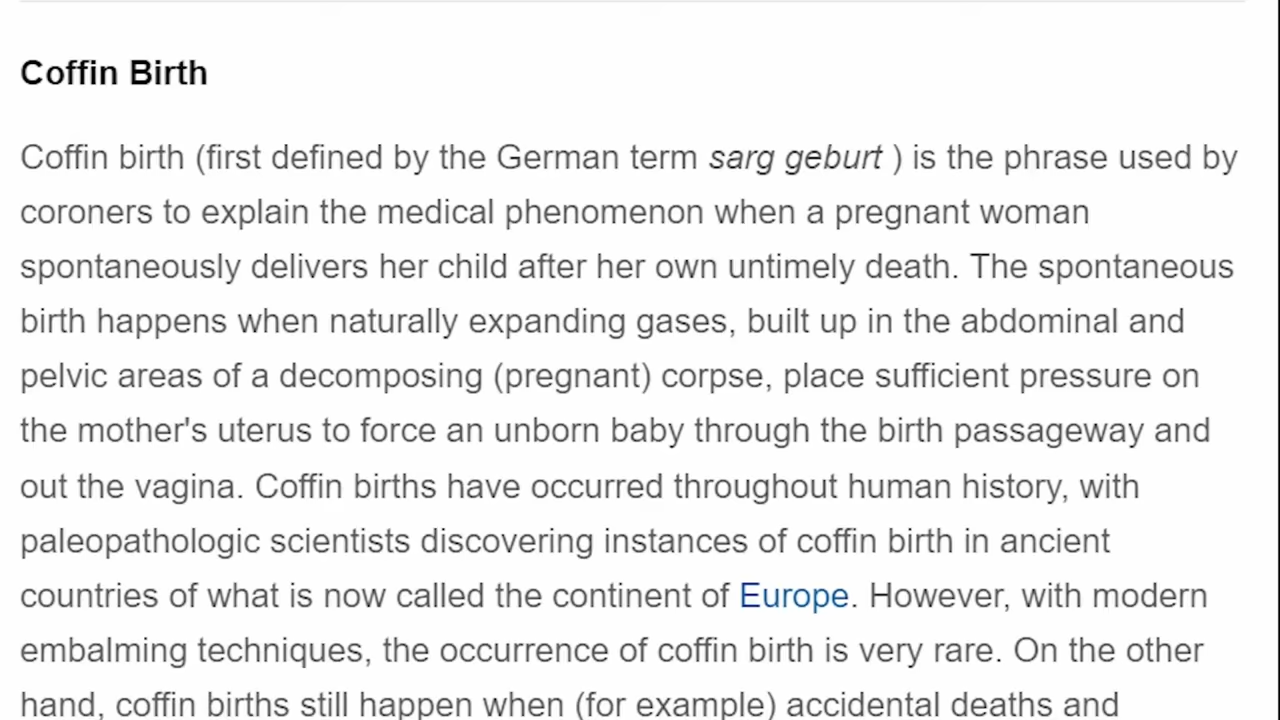 Coffin Birth
Coffin birth (first defined by the German term sarg geburt ) is the phrase used by
coroners to explain the medical phenomenon when a pregnant woman
spontaneously delivers her child after her own untimely death. The spontaneous
birth happens when naturally expanding gases, built up in the abdominal and
pelvic areas of a decomposing (pregnant) corpse, place sufficient pressure on
the mother's uterus to force an unborn baby through the birth passageway and
out the vagina. Coffin births have occurred throughout human history, with
paleopathologic scientists discovering instances of coffin birth in ancient
countries of what is now called the continent of Europe. However, with modern
embalming techniques, the occurrence of coffin birth is very rare. On the other
hand, coffin births still happen when (for example) accidental deaths and